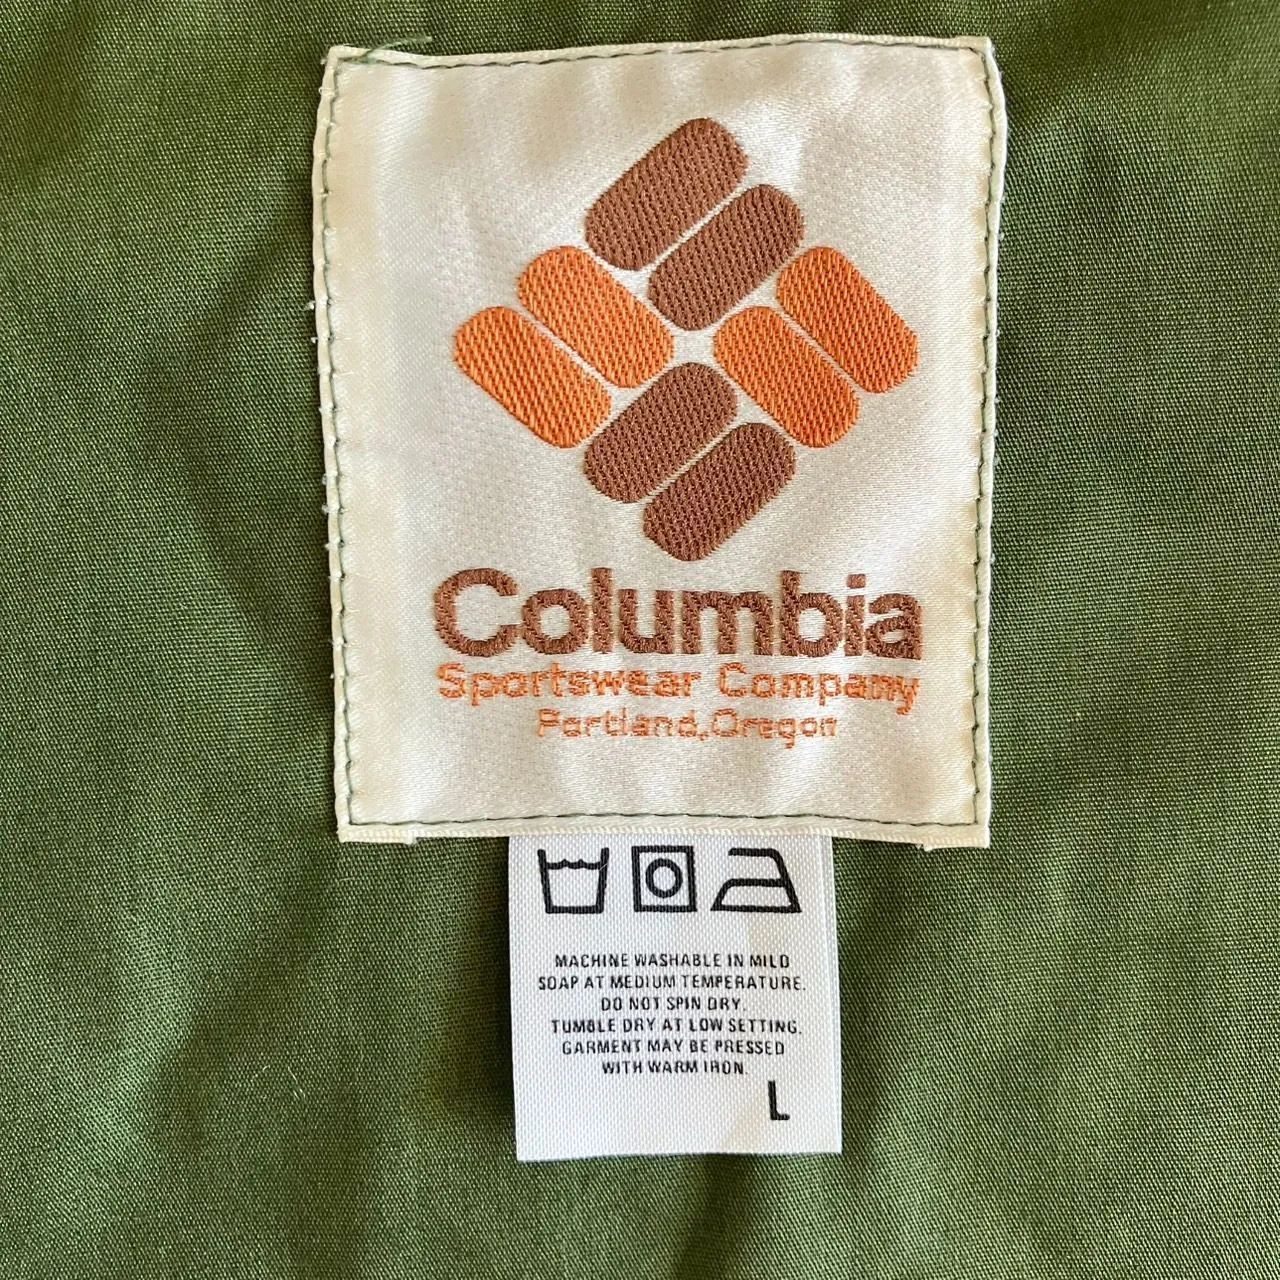 Columbia
Sportswear Company
Portland, Oregon
MACHINE WASHABLE IN MILD
SOAP AT MEDIUM TEMPERATURE.
DO NOT SPIN DRY.
TUMBLE DRY AT LOW SETTING.
GARMENT MAY BE PRESSED
WITH WARM IRON.
L